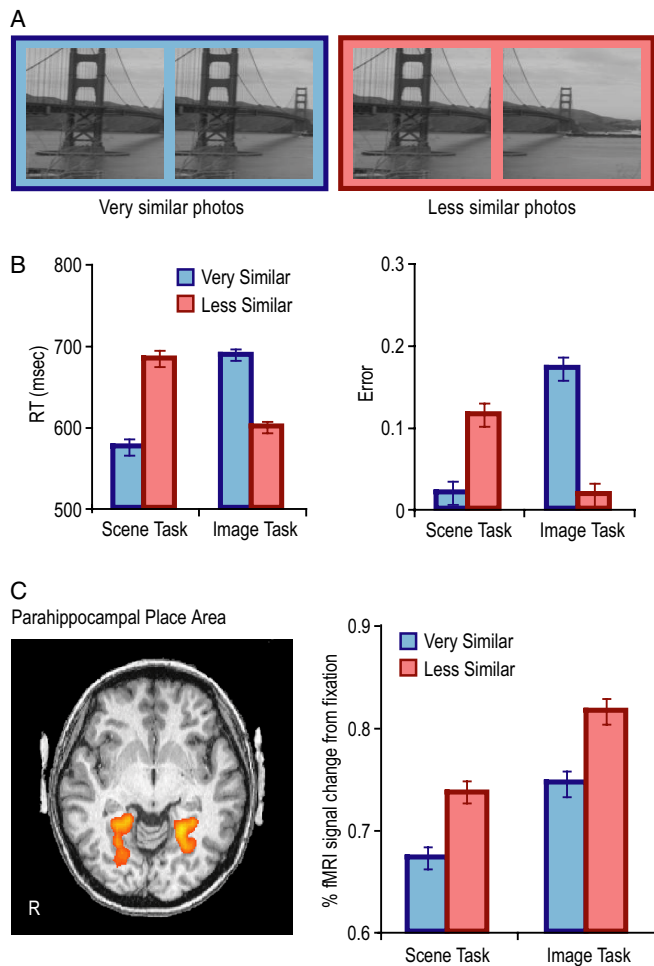 A
Very similar photos
Less similar photos
B
800
700
600
500
RT (msec)
Very Similar
Less Similar
Scene Task
Image Task
0.3
0.2
0.1
0
Error
Scene Task
Image Task
C
Parahippocampal Place Area
R
0.9
0.8
0.7
0.6
% fMRI signal change from fixation
Very Similar
Less Similar
Scene Task
Image Task